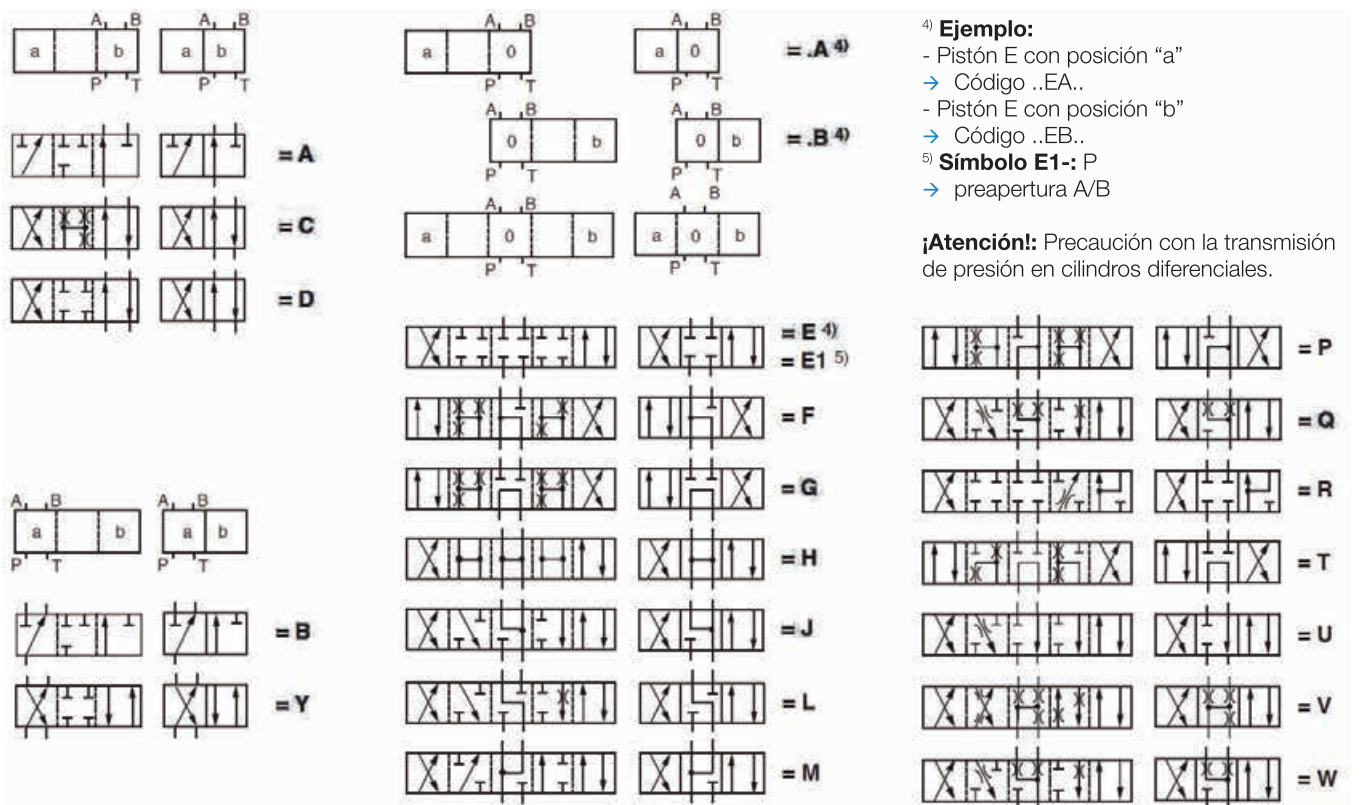 A B
a b
P T
A B
a b
P T
= A
= C
= D
A B
a b
P T
A B
a b
P T
= B
= Y
A B
a 0
P T
A B
a 0
P T
= .A 4)
A B
0 b
P T
A B
0 b
P T
= .B 4)
A B
a 0 b
P T
A B
a 0 b
P T
= E 4)
= E1 5)
= F
= G
= H
= J
= L
= M
4) Ejemplo:
- Pistón E con posición “a”
→ Código ..EA..
- Pistón E con posición “b”
→ Código ..EB..
5) Símbolo E1-: P
→ preapertura A/B
¡Atención!: Precaución con la transmisión
de presión en cilindros diferenciales.
= P
= Q
= R
= T
= U
= V
= W